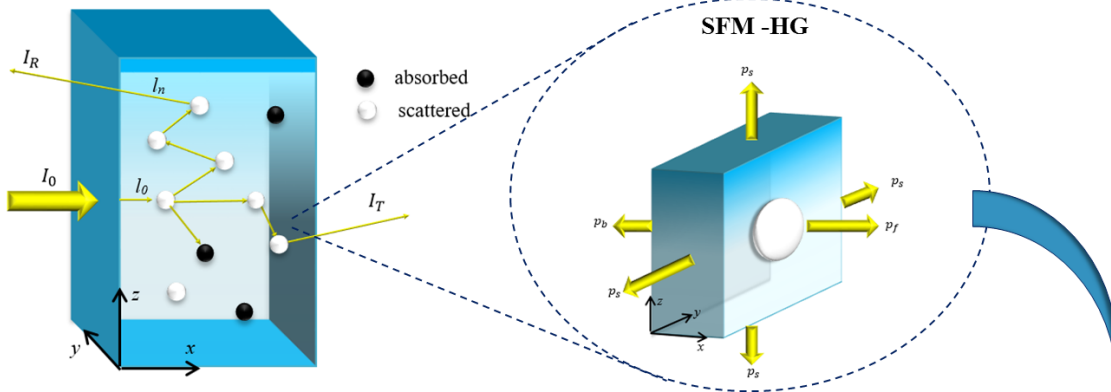 SFM -HG
I_R
l_n
absorbed
scattered
I_0
l_0
I_T
z
y
x
p_s
p_s
p_b
p_f
p_s
z
y
x
p_s